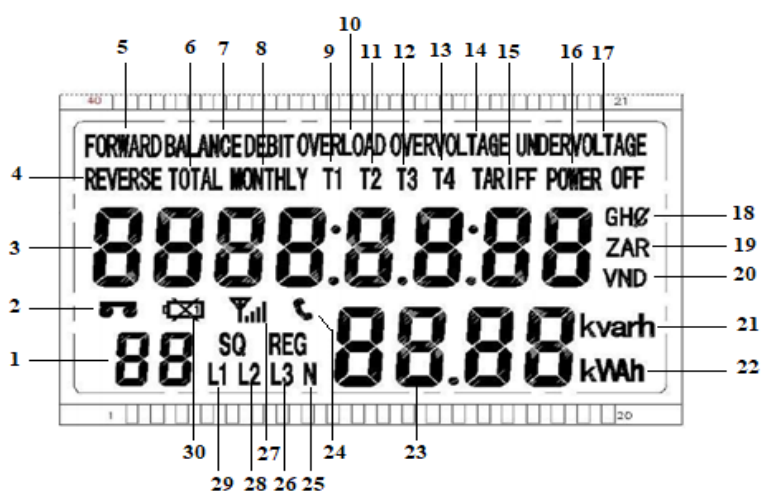 10
5 6 7 8 9 11 12 13 14 15 16 17
40 21
FORWARD BALANCE DEBIT OVERLOAD OVERVOLTAGE UNDERVOLTAGE
4 REVERSE TOTAL MONTHLY T1 T2 T3 T4 TARIFF POWER OFF
GHȻ 18
3 88888:8.8:88 ZAR 19
VND 20
2
kvarh 21
1 88 SQ REG 88.88
L1 L2 L3 N kWAh 22
1 20
30 27 24 23
29 28 26 25